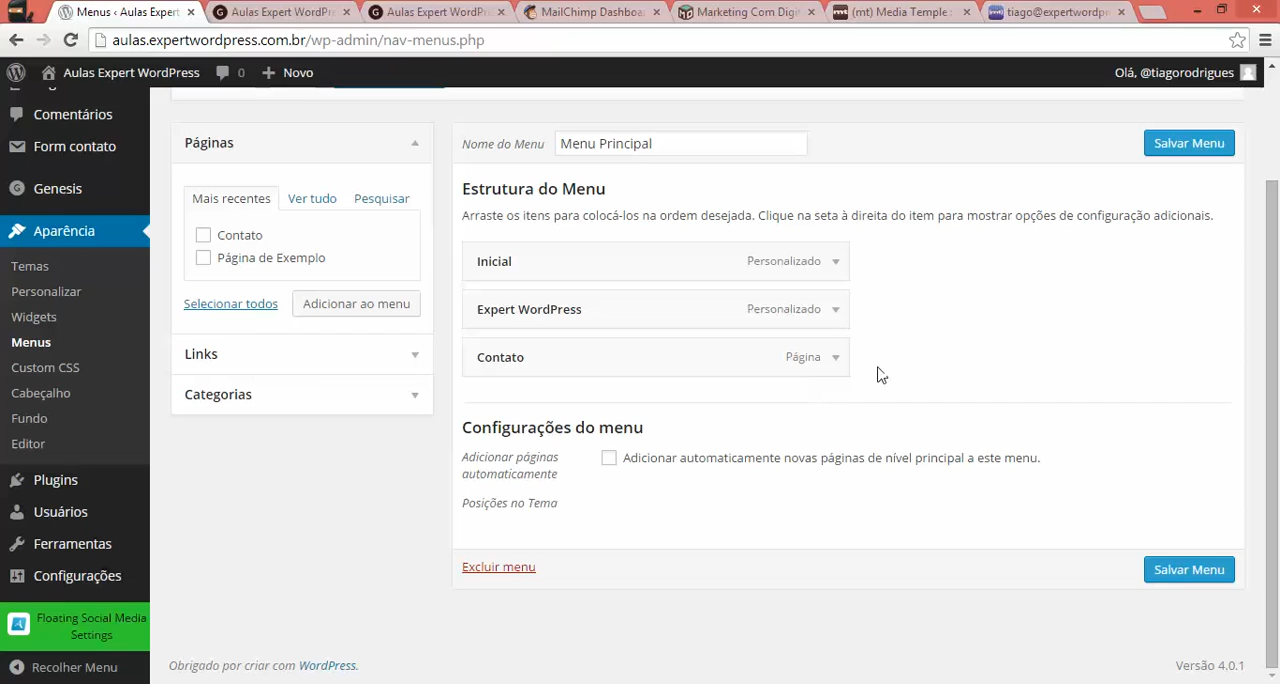 Menus ‹ Aulas Expert
Aulas Expert WordPr
Aulas Expert WordPr
MailChimp Dashboa
Marketing Com Digi
(mt) Media Temple :
tiago@expertwordpr
aulas.expertwordpress.com.br/wp-admin/nav-menus.php
Aulas Expert WordPress
0
Novo
Olá, @tiagorodrigues
Comentários
Form contato
Genesis
Aparência
Temas
Personalizar
Widgets
Menus
Custom CSS
Cabeçalho
Fundo
Editor
Plugins
Usuários
Ferramentas
Configurações
Floating Social Media
Settings
Recolher Menu
Páginas
Mais recentes Ver tudo Pesquisar
Contato
Página de Exemplo
Selecionar todos Adicionar ao menu
Links
Categorias
Nome do Menu Menu Principal Salvar Menu
Estrutura do Menu
Arraste os itens para colocá-los na ordem desejada. Clique na seta à direita do item para mostrar opções de configuração adicionais.
Inicial Personalizado
Expert WordPress Personalizado
Contato Página
Configurações do menu
Adicionar páginas
automaticamente
Adicionar automaticamente novas páginas de nível principal a este menu.
Posições no Tema
Excluir menu Salvar Menu
Obrigado por criar com WordPress. Versão 4.0.1